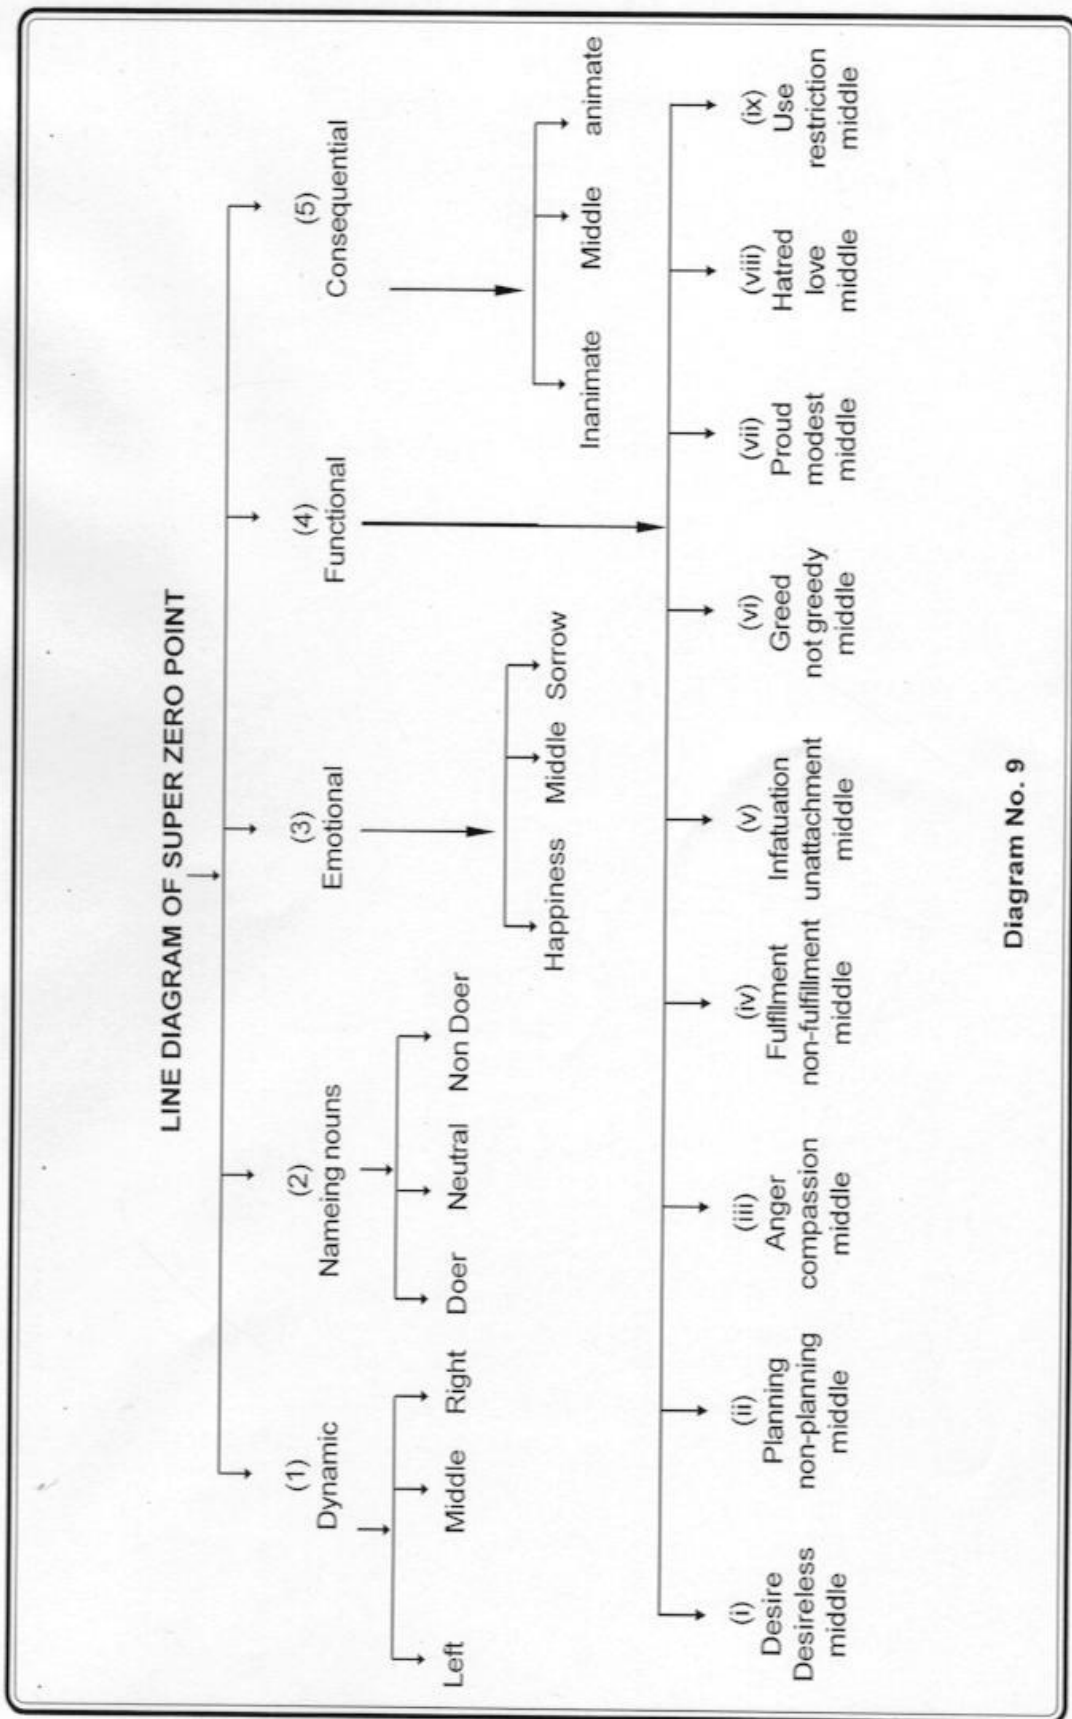 LINE DIAGRAM OF SUPER ZERO POINT
(1)
Dynamic
(2)
Nameing nouns
(3)
Emotional
(4)
Functional
(5)
Consequential
Left
Middle
Right
Doer
Neutral
Non Doer
Happiness
Middle
Sorrow
Inanimate
Middle
animate
(i)
Desire
Desireless
middle
(ii)
Planning
non-planning
middle
(iii)
Anger
compassion
middle
(iv)
Fulfilment
non-fulfillment
middle
(v)
Infatuation
unattachment
middle
(vi)
Greed
not greedy
middle
(vii)
Proud
modest
middle
(viii)
Hatred
love
middle
(ix)
Use
restriction
middle
Diagram No. 9